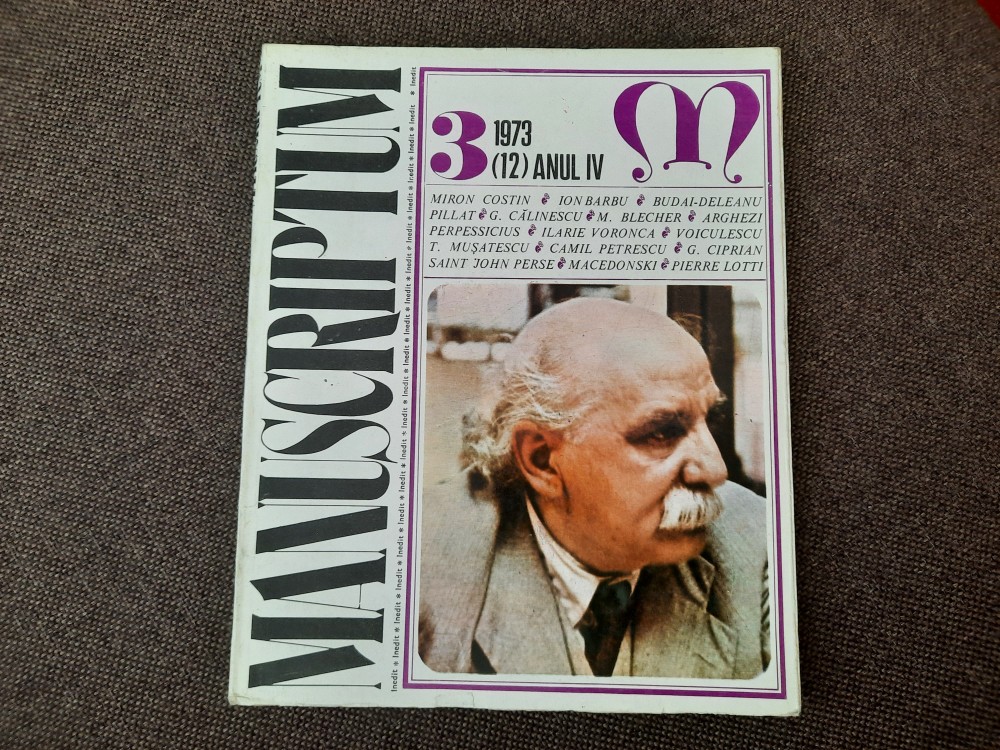 MANUSCRIPTUM
Inedit * Inedit * Inedit * Inedit * Inedit * Inedit * Inedit * Inedit * Inedit * Inedit * Inedit * Inedit * Inedit * Inedit * Inedit * Inedit * Inedit
3 1973
(12) ANUL IV
M
MIRON COSTIN ION BARBU BUDAI-DELEANU
PILLAT G. CĂLINESCU M. BLECHER ARGHEZI
PERPESSICIUS ILARIE VORONCA VOICULESCU
T. MUȘATESCU CAMIL PETRESCU G. CIPRIAN
SAINT JOHN PERSE MACEDONSKI PIERRE LOTTI